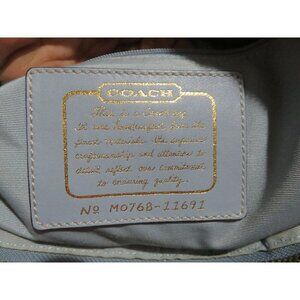 COACH
This is a Coach bag.
It was handcrafted from the
finest materials. The superior
craftsmanship and attention to
detail reflect our commitment
to enduring quality.
Nº M0768-11691